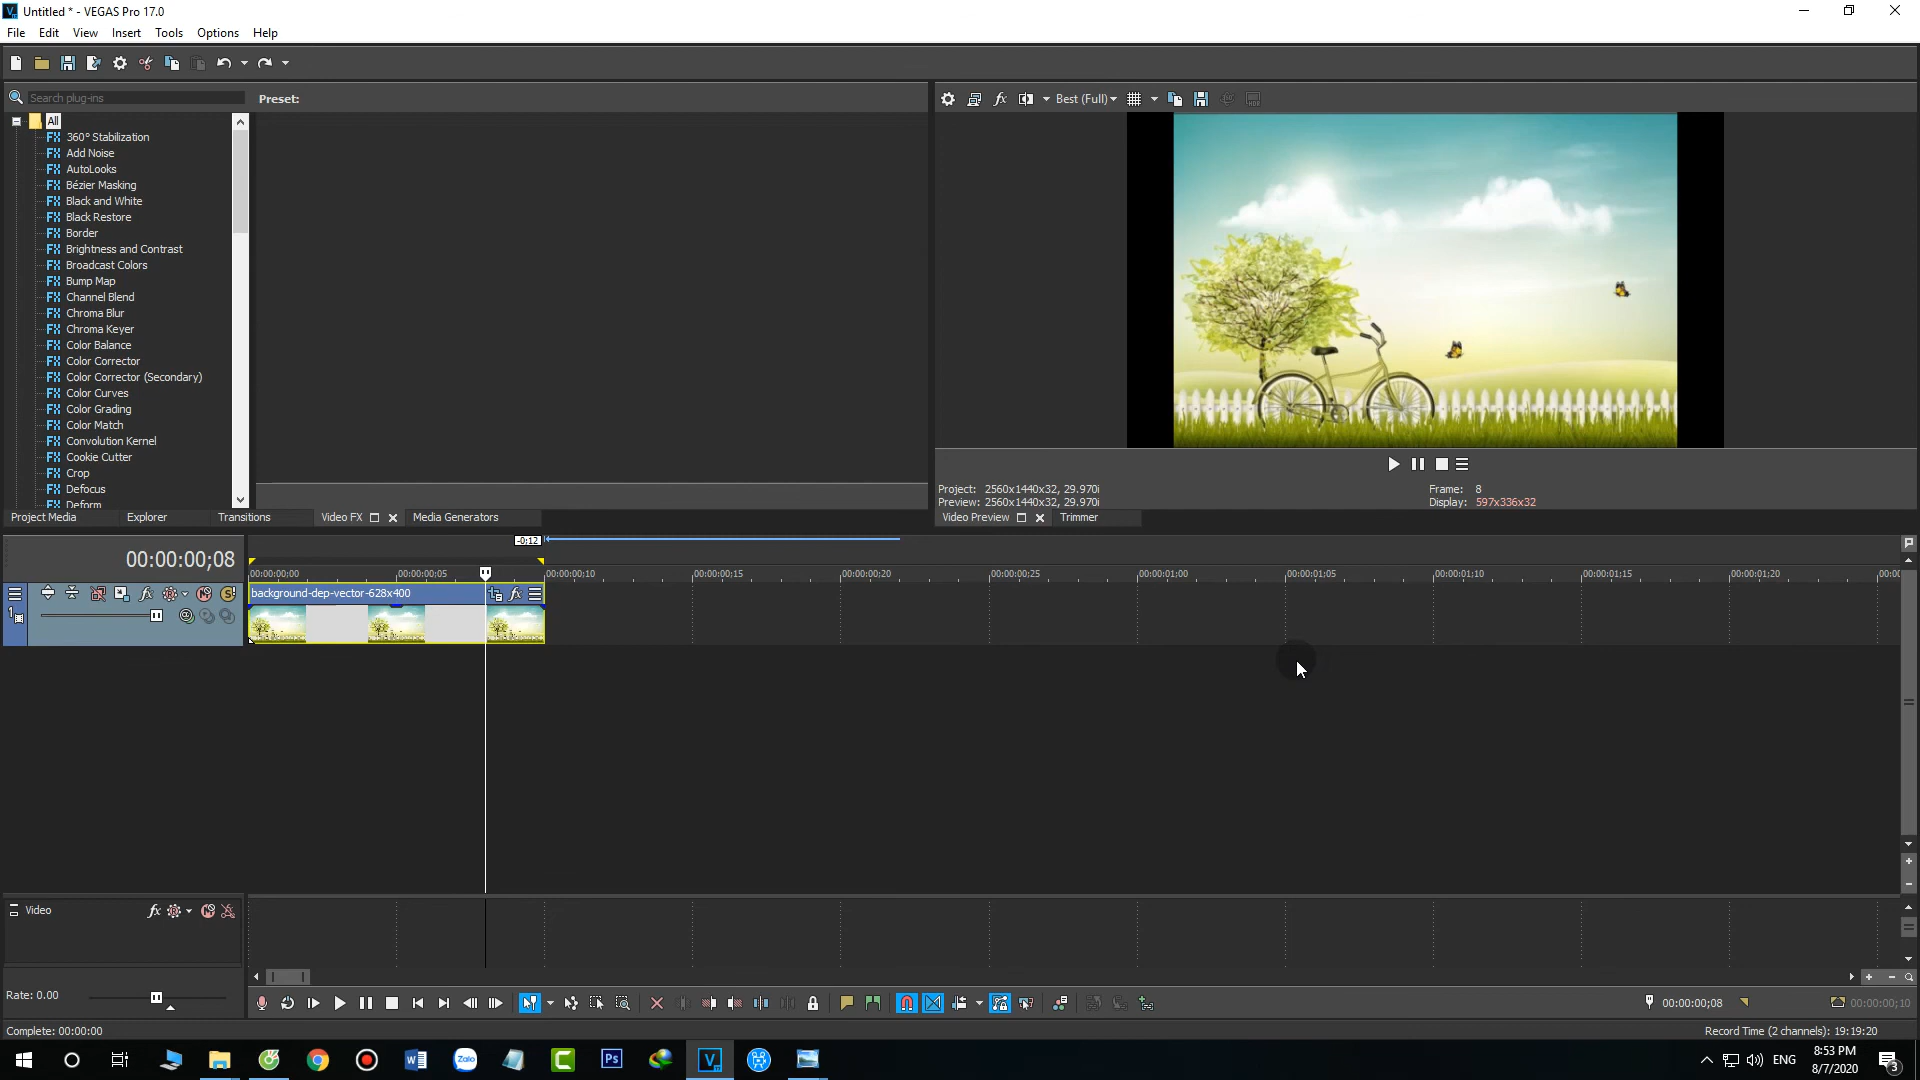 Untitled * - VEGAS Pro 17.0
File Edit View Insert Tools Options Help
Search plug-ins
Preset:
Best (Full)
All
360° Stabilization
Add Noise
AutoLooks
Bézier Masking
Black and White
Black Restore
Border
Brightness and Contrast
Broadcast Colors
Bump Map
Channel Blend
Chroma Blur
Chroma Keyer
Color Balance
Color Corrector
Color Corrector (Secondary)
Color Curves
Color Grading
Color Match
Convolution Kernel
Cookie Cutter
Crop
Defocus
Deform
Project: 2560x1440x32, 29.970i
Frame: 8
Preview: 2560x1440x32, 29.970i
Display: 597x336x32
Project Media Explorer Transitions Video FX Media Generators
Video Preview Trimmer
-0;12
00:00:00;08
00:00:00;00 00:00:00;05 00:00:00;10 00:00:00;15 00:00:00;20 00:00:00;25 00:00:01;00 00:00:01;05 00:00:01;10 00:00:01;15 00:00:01;20
background-dep-vector-628x400
1
Video
Rate: 0.00
00:00:00;08
00:00:00;10
Complete: 00:00:00
Record Time (2 channels): 19:19:20
Zalo
Ps
ENG
8:53 PM
8/7/2020
3